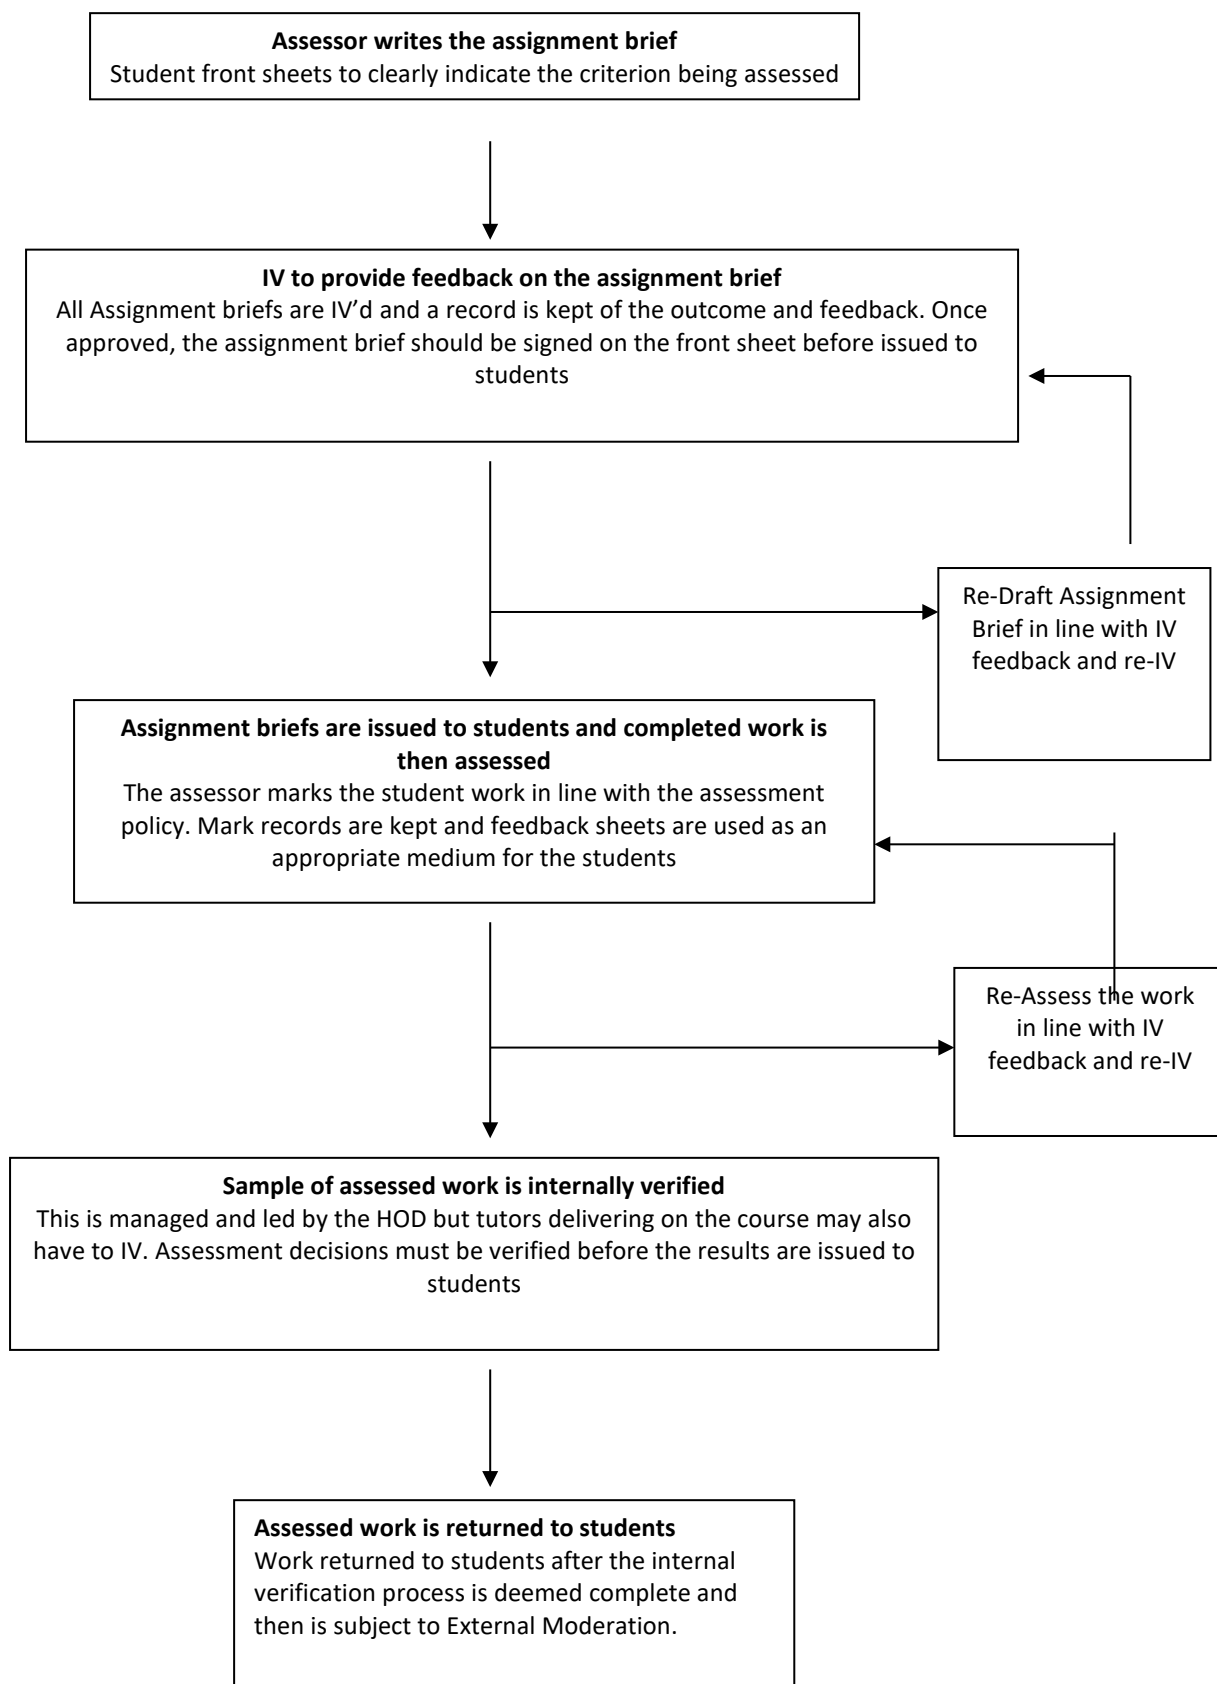 Assessor writes the assignment brief
Student front sheets to clearly indicate the criterion being assessed
IV to provide feedback on the assignment brief
All Assignment briefs are IV’d and a record is kept of the outcome and feedback. Once
approved, the assignment brief should be signed on the front sheet before issued to
students
Re-Draft Assignment
Brief in line with IV
feedback and re-IV
Assignment briefs are issued to students and completed work is
then assessed
The assessor marks the student work in line with the assessment
policy. Mark records are kept and feedback sheets are used as an
appropriate medium for the students
Re-Assess the work
in line with IV
feedback and re-IV
Sample of assessed work is internally verified
This is managed and led by the HOD but tutors delivering on the course may also
have to IV. Assessment decisions must be verified before the results are issued to
students
Assessed work is returned to students
Work returned to students after the internal
verification process is deemed complete and
then is subject to External Moderation.